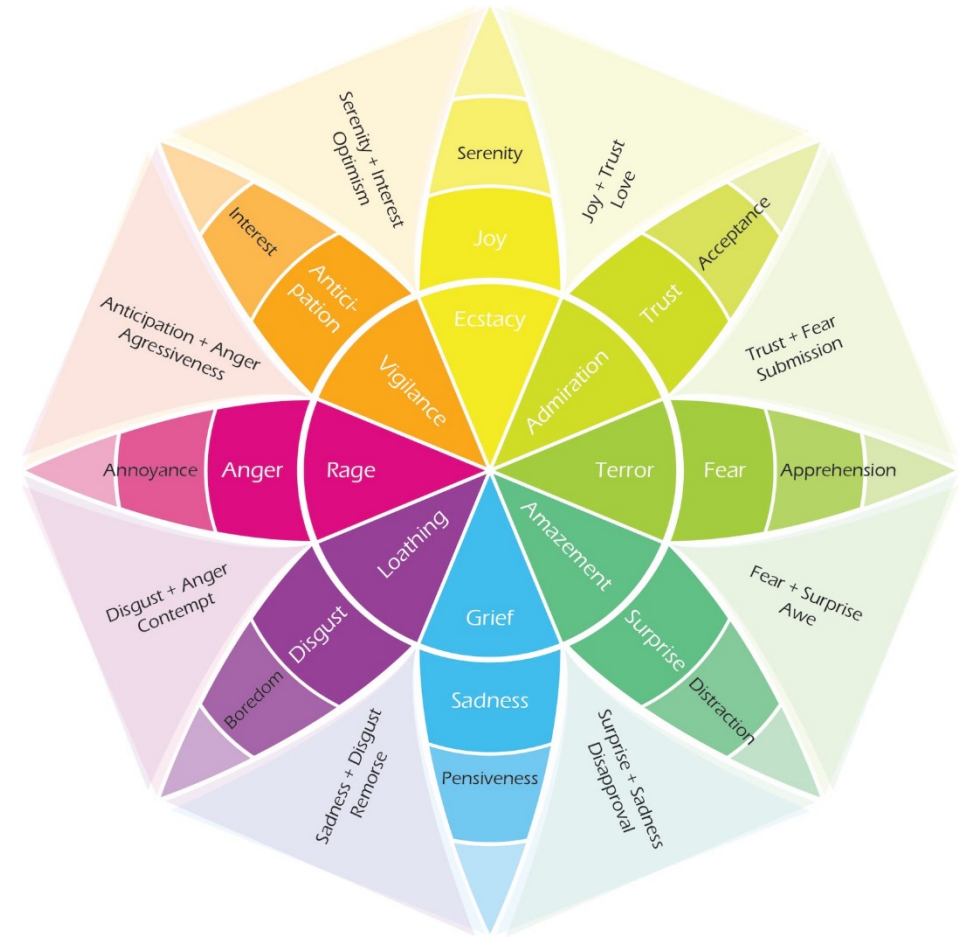 Serenity + Interest
Optimism
Serenity
Joy
Ecstacy
Joy + Trust
Love
Acceptance
Trust
Admiration
Trust + Fear
Submission
Terror
Fear
Apprehension
Fear + Surprise
Awe
Amazement
Surprise
Distraction
Surprise + Sadness
Disapproval
Grief
Sadness
Pensiveness
Sadness + Disgust
Remorse
Loathing
Disgust
Boredom
Disgust + Anger
Contempt
Annoyance
Anger
Rage
Anticipation + Anger
Agressiveness
Interest
Antici-
pation
Vigilance